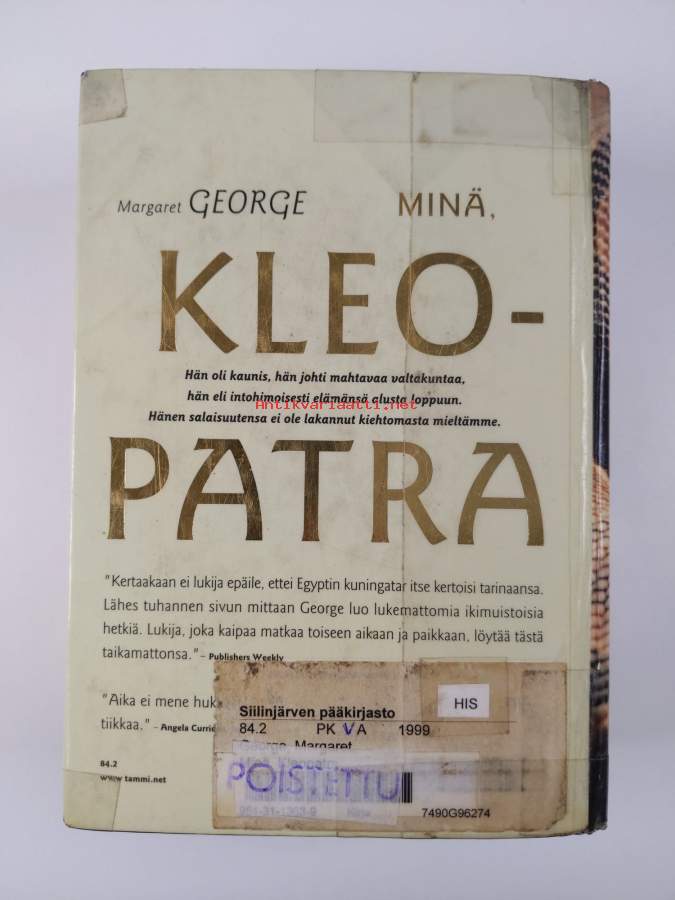 Margaret GEORGE MINÄ,
KLEO-
Hän oli kaunis, hän johti mahtavaa valtakuntaa,
hän eli intohimoisesti elämänsä alusta loppuun.
Antikvariaatti.net
Hänen salaisuutensa ei ole lakannut kiehtomasta mieltämme.
PATRA
"Kertaakaan ei lukija epäile, ettei Egyptin kuningatar itse kertoisi tarinaansa.
Lähes tuhannen sivun mittaan George luo lukemattomia ikimuistoisia
hetkiä. Lukija, joka kaipaa matkaa toiseen aikaan ja paikkaan, löytää tästä
taikamattonsa." – Publishers Weekly
"Aika ei mene
tiikkaa." – Angela
Siilinjärven pääkirjasto
HIS
84.2 PK V A 1999
George, Margaret
POISTETTU
7490G96274
84.2
www.tammi.net